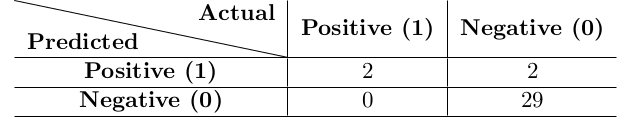 Actual
Predicted
Positive (1) Negative (0)
Positive (1) 2 2
Negative (0) 0 29